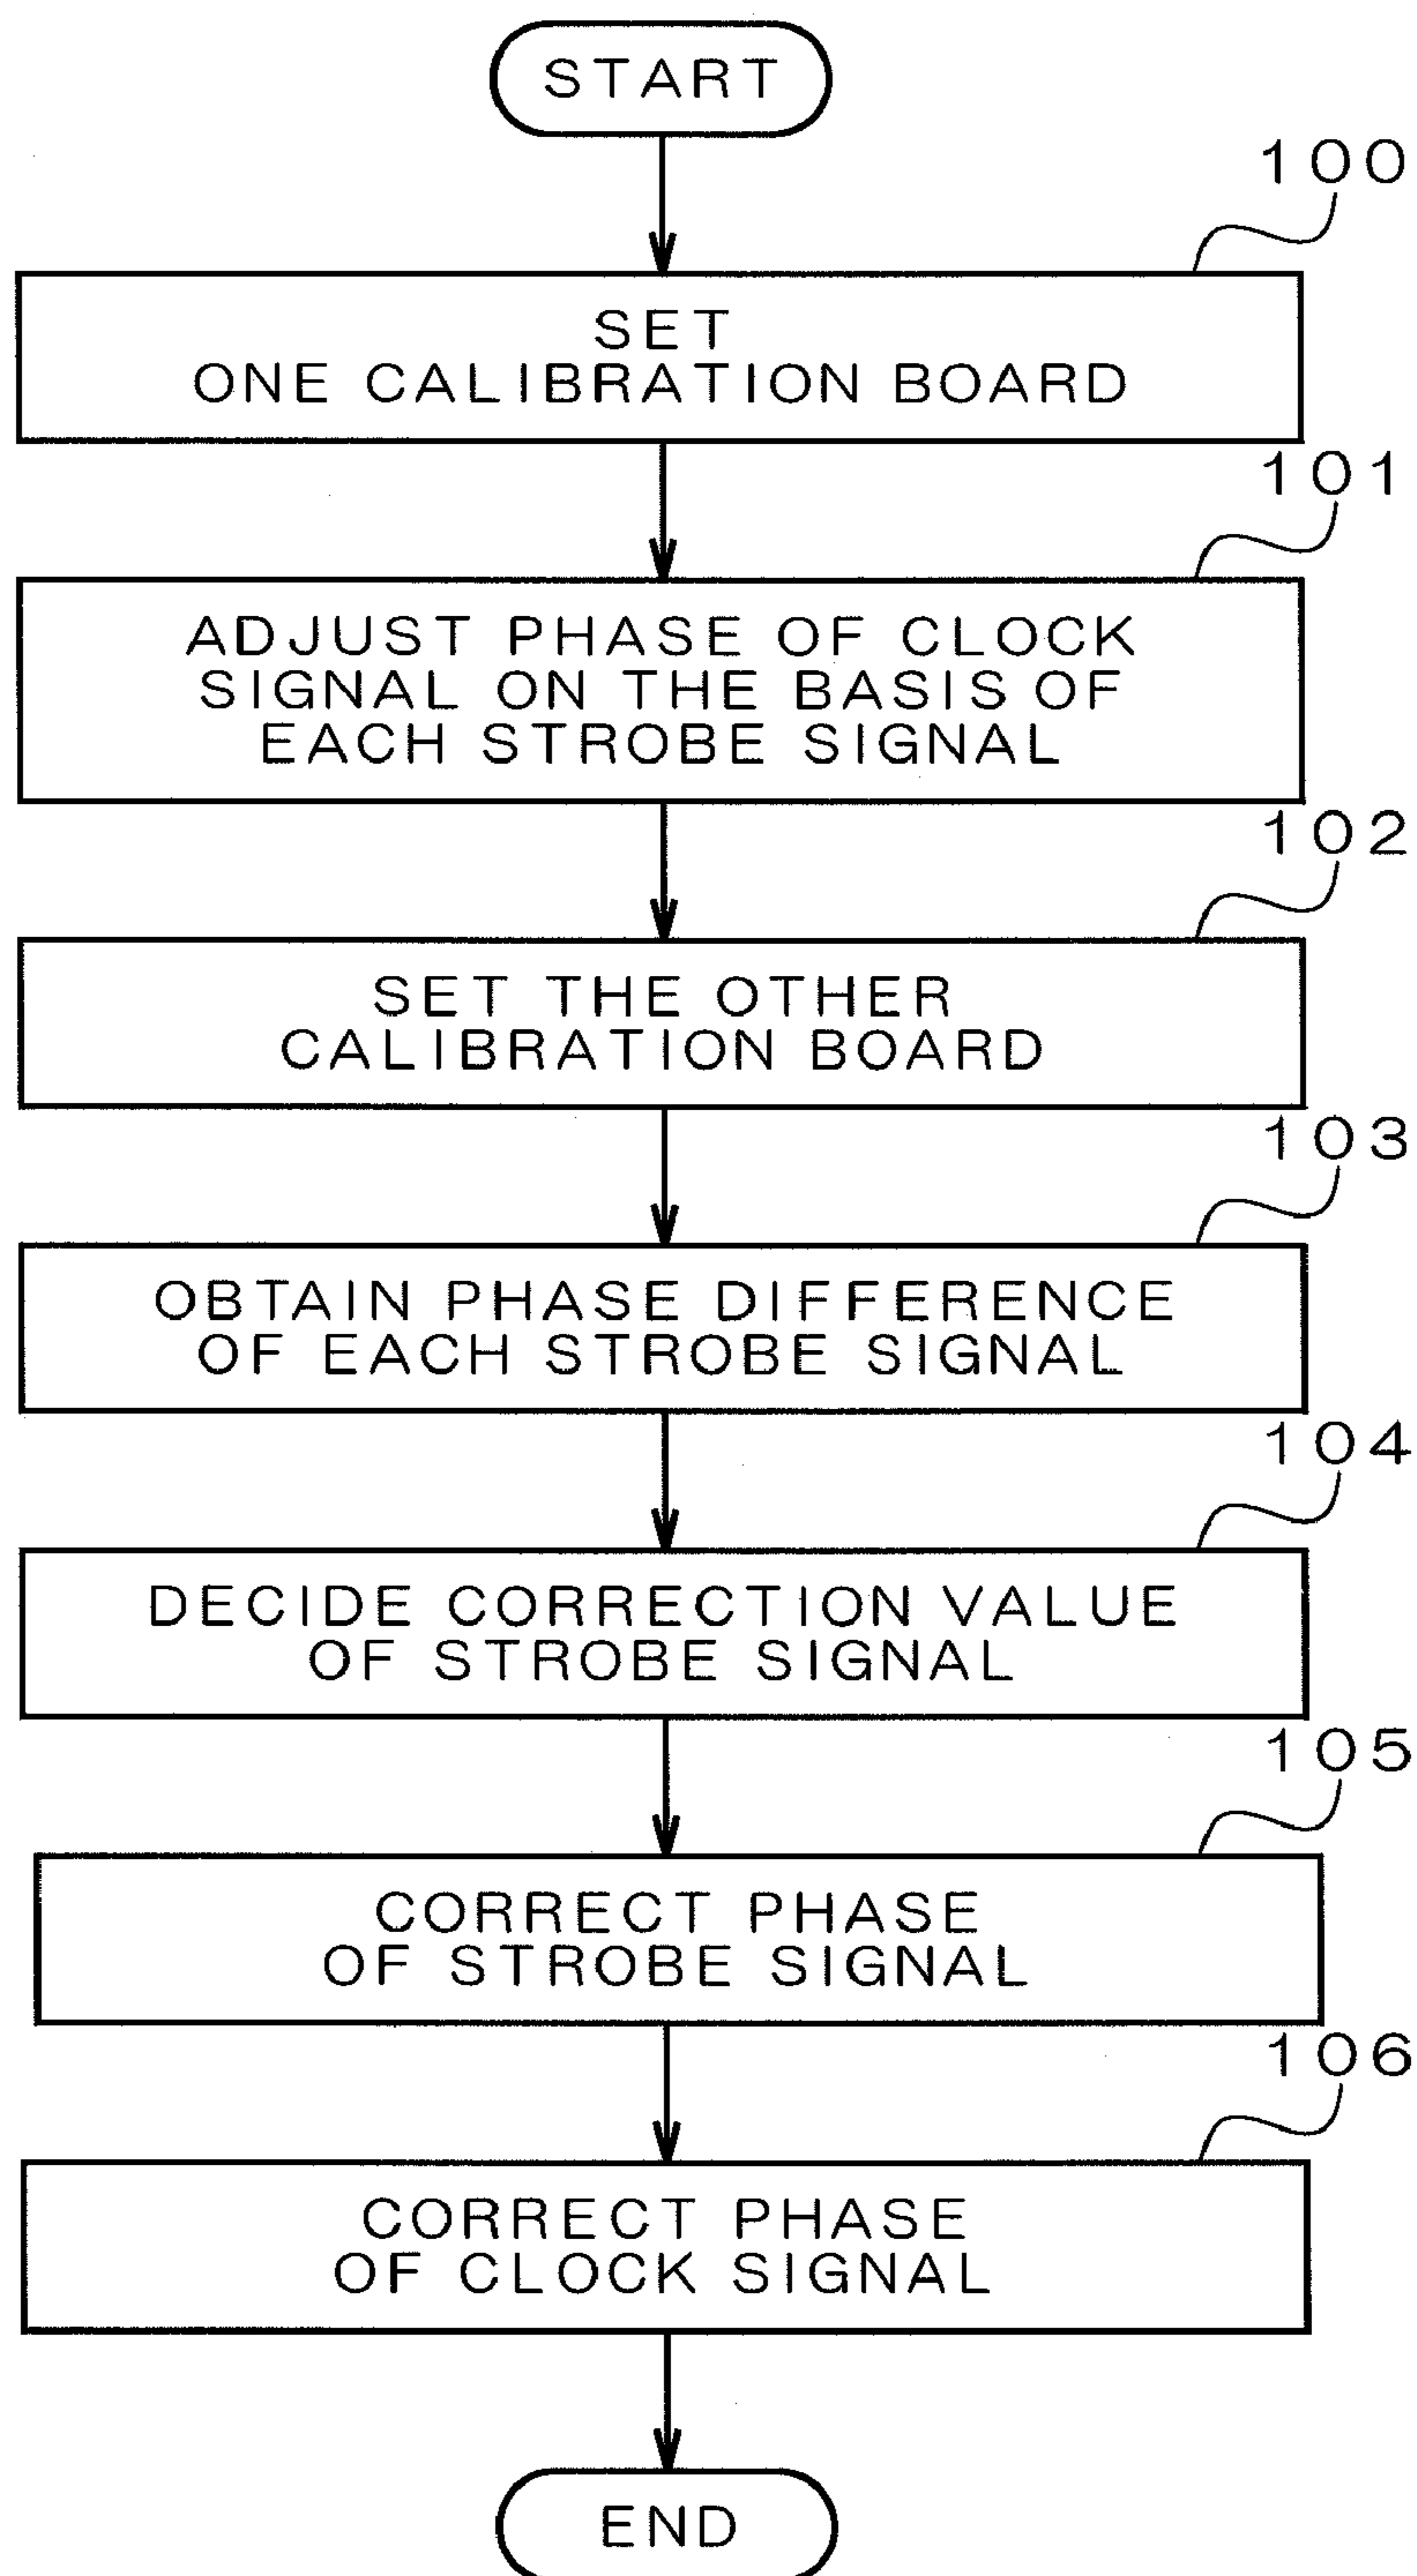 START
100
SET
ONE CALIBRATION BOARD
101
ADJUST PHASE OF CLOCK
SIGNAL ON THE BASIS OF
EACH STROBE SIGNAL
102
SET THE OTHER
CALIBRATION BOARD
103
OBTAIN PHASE DIFFERENCE
OF EACH STROBE SIGNAL
104
DECIDE CORRECTION VALUE
OF STROBE SIGNAL
105
CORRECT PHASE
OF STROBE SIGNAL
106
CORRECT PHASE
OF CLOCK SIGNAL
END